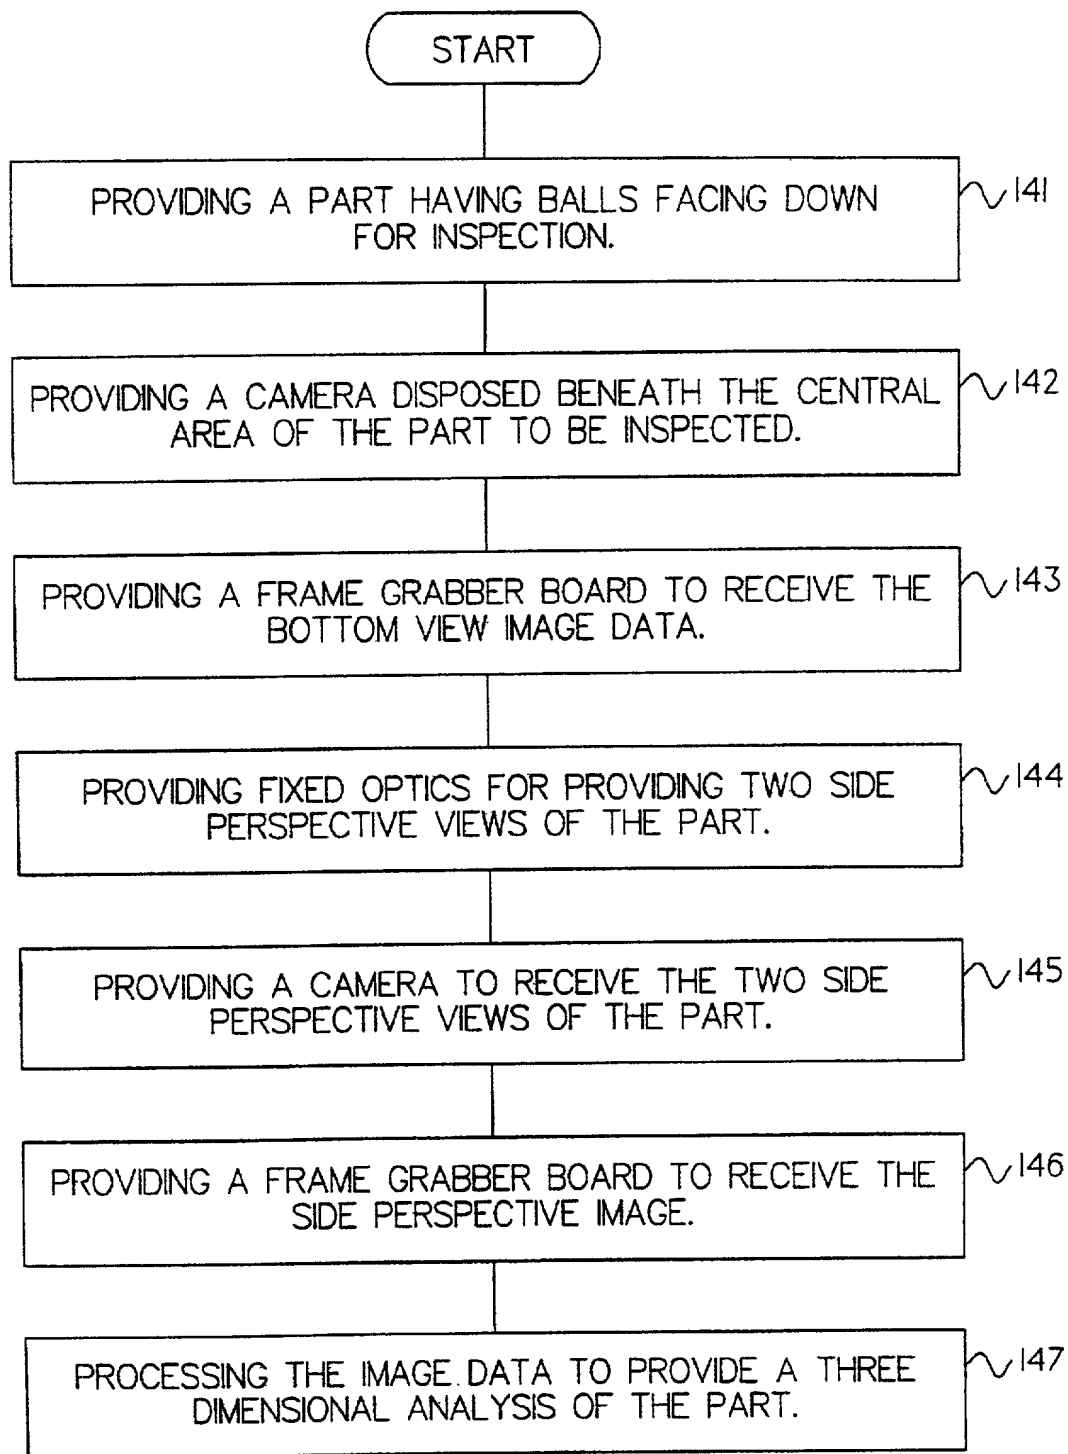 START
PROVIDING A PART HAVING BALLS FACING DOWN
FOR INSPECTION.
141
PROVIDING A CAMERA DISPOSED BENEATH THE CENTRAL
AREA OF THE PART TO BE INSPECTED.
142
PROVIDING A FRAME GRABBER BOARD TO RECEIVE THE
BOTTOM VIEW IMAGE DATA.
143
PROVIDING FIXED OPTICS FOR PROVIDING TWO SIDE
PERSPECTIVE VIEWS OF THE PART.
144
PROVIDING A CAMERA TO RECEIVE THE TWO SIDE
PERSPECTIVE VIEWS OF THE PART.
145
PROVIDING A FRAME GRABBER BOARD TO RECEIVE THE
SIDE PERSPECTIVE IMAGE.
146
PROCESSING THE IMAGE DATA TO PROVIDE A THREE
DIMENSIONAL ANALYSIS OF THE PART.
147